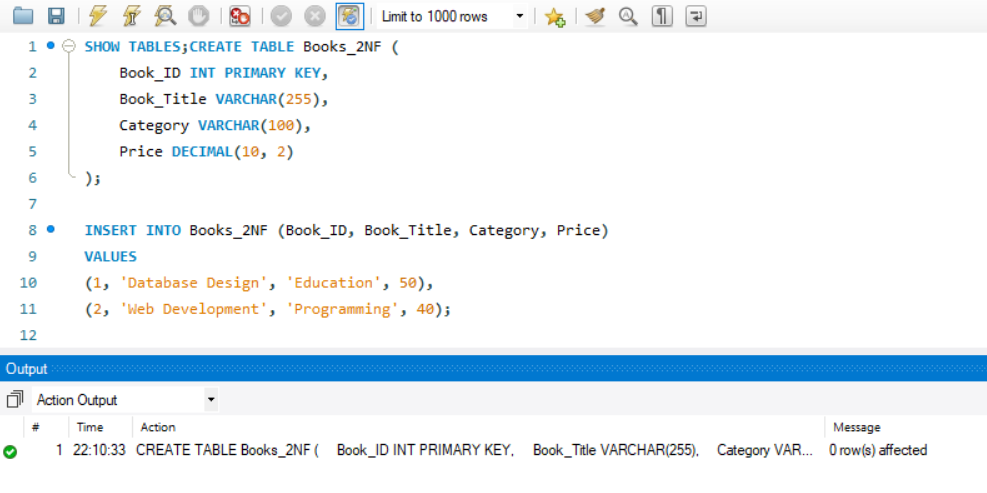 Limit to 1000 rows
1 SHOW TABLES;CREATE TABLE Books_2NF (
2 Book_ID INT PRIMARY KEY,
3 Book_Title VARCHAR(255),
4 Category VARCHAR(100),
5 Price DECIMAL(10, 2)
6 );
7
8 INSERT INTO Books_2NF (Book_ID, Book_Title, Category, Price)
9 VALUES
10 (1, 'Database Design', 'Education', 50),
11 (2, 'Web Development', 'Programming', 40);
12
Output
Action Output
# Time Action Message
1 22:10:33 CREATE TABLE Books_2NF ( Book_ID INT PRIMARY KEY, Book_Title VARCHAR(255), Category VAR... 0 row(s) affected